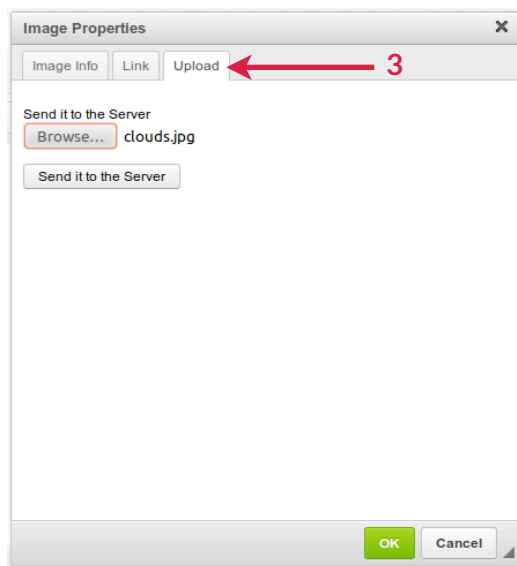 Image Properties
Image Info Link Upload 3
Send it to the Server
Browse... clouds.jpg
Send it to the Server
OK Cancel